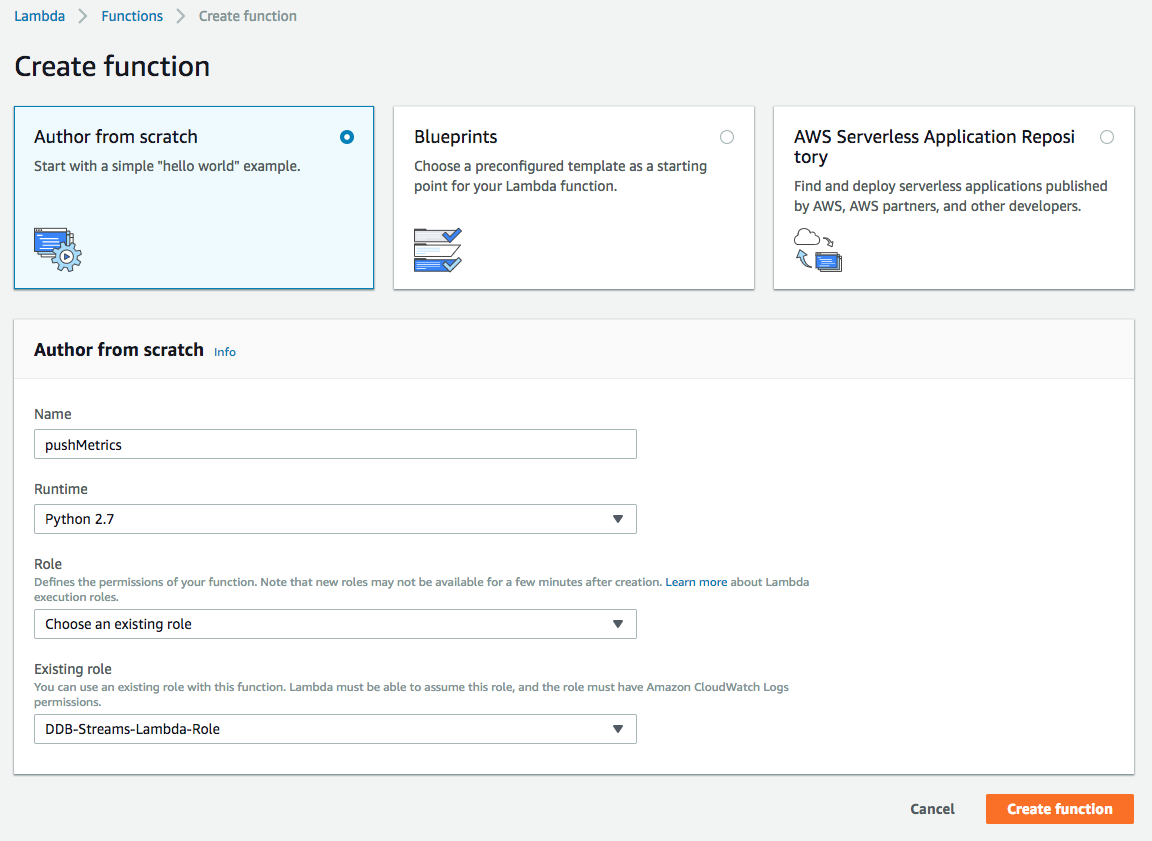 Lambda > Functions > Create function
Create function
Author from scratch
Start with a simple "hello world" example.
Blueprints
Choose a preconfigured template as a starting
point for your Lambda function.
AWS Serverless Application Reposi
tory
Find and deploy serverless applications published
by AWS, AWS partners, and other developers.
Author from scratch Info
Name
pushMetrics
Runtime
Python 2.7
Role
Defines the permissions of your function. Note that new roles may not be available for a few minutes after creation. Learn more about Lambda
execution roles.
Choose an existing role
Existing role
You can use an existing role with this function. Lambda must be able to assume this role, and the role must have Amazon CloudWatch Logs
permissions.
DDB-Streams-Lambda-Role
Cancel Create function